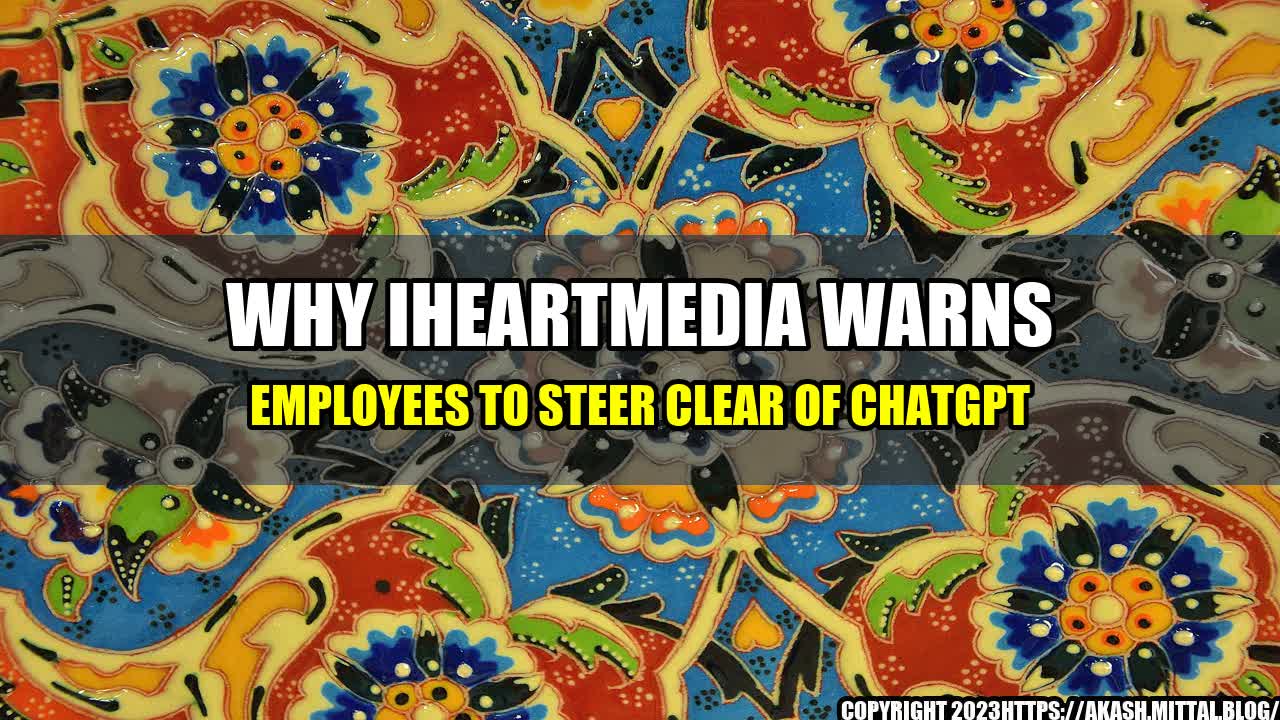 WHY IHEARTMEDIA WARNS
EMPLOYEES TO STEER CLEAR OF CHATGPT
COPYRIGHT 2023HTTPS://AKASH.MITTAL.BLOG/